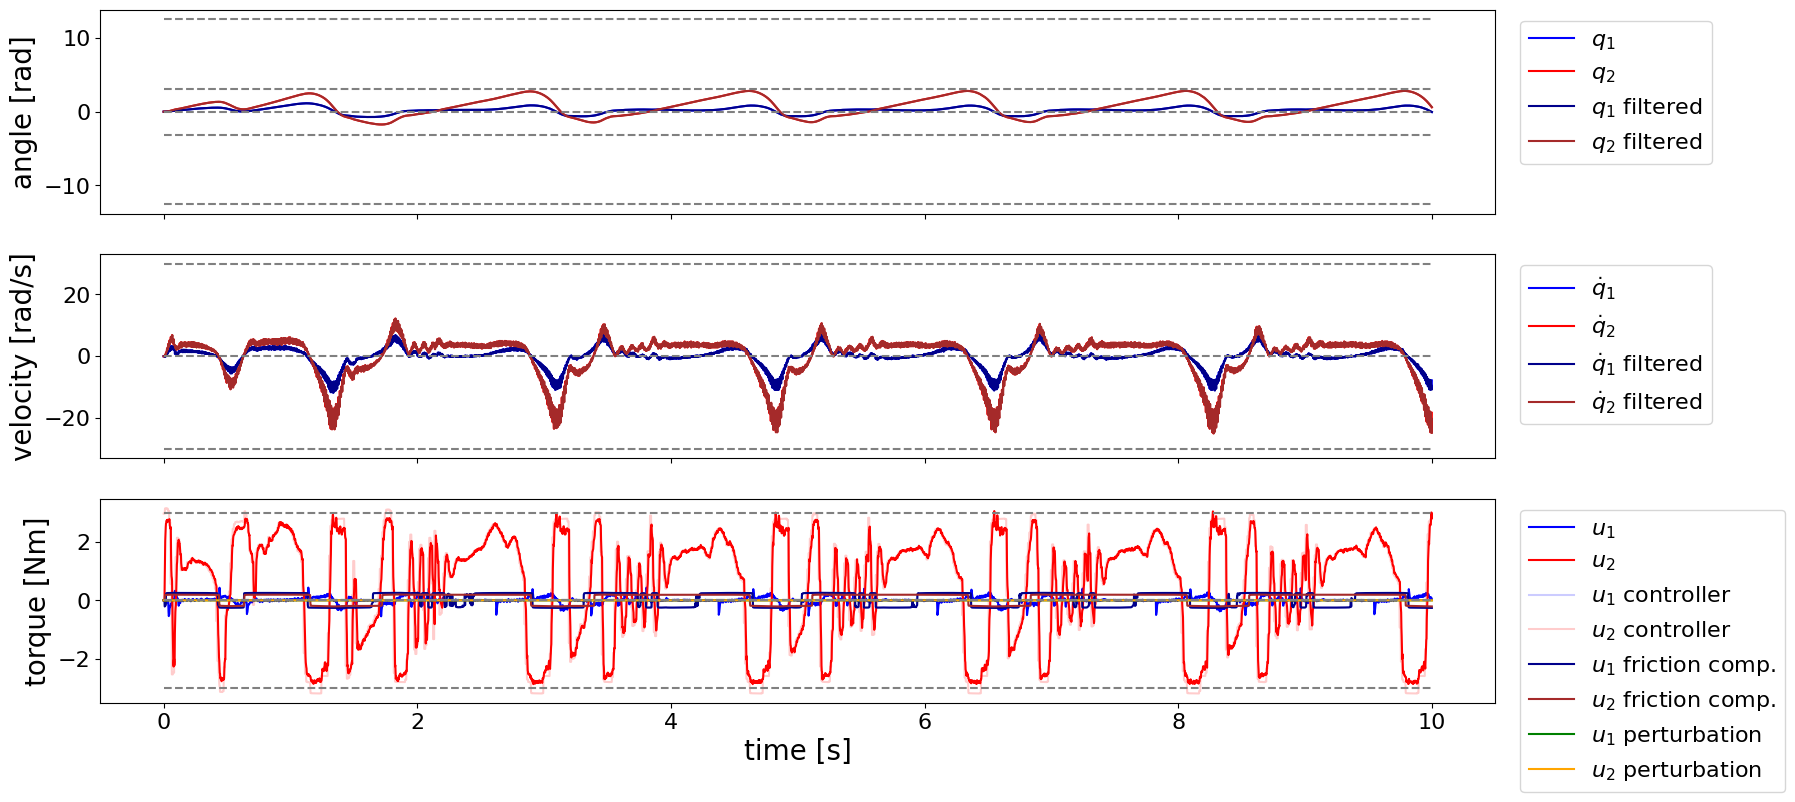 angle [rad]
10
0
−10
q₁
q₂
q₁ filtered
q₂ filtered
velocity [rad/s]
20
0
−20
q̇₁
q̇₂
q̇₁ filtered
q̇₂ filtered
torque [Nm]
2
0
−2
0 2 4 6 8 10
time [s]
u₁
u₂
u₁ controller
u₂ controller
u₁ friction comp.
u₂ friction comp.
u₁ perturbation
u₂ perturbation